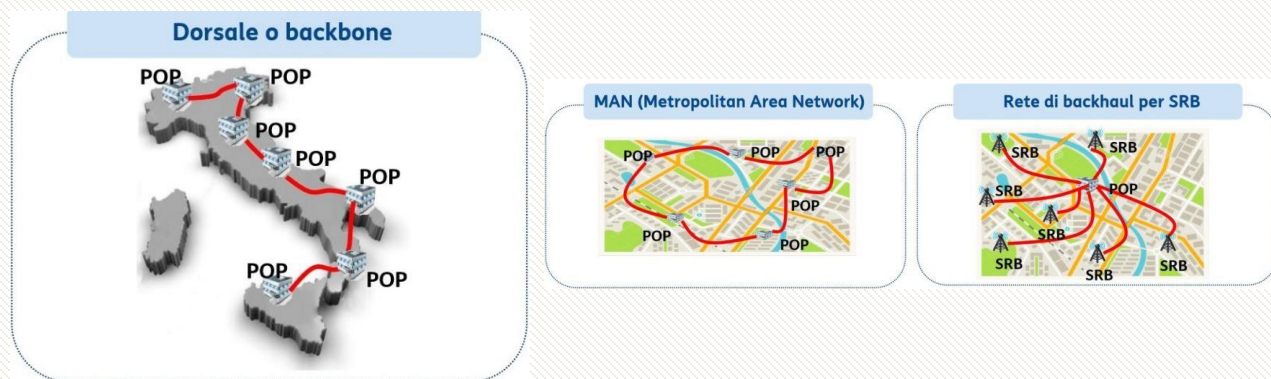 Dorsale o backbone
POP
POP
POP
POP
POP
POP
POP
MAN (Metropolitan Area Network)
POP
POP
POP
POP
POP
POP
Rete di backhaul per SRB
SRB
SRB
POP
SRB
SRB
SRB
SRB
SRB